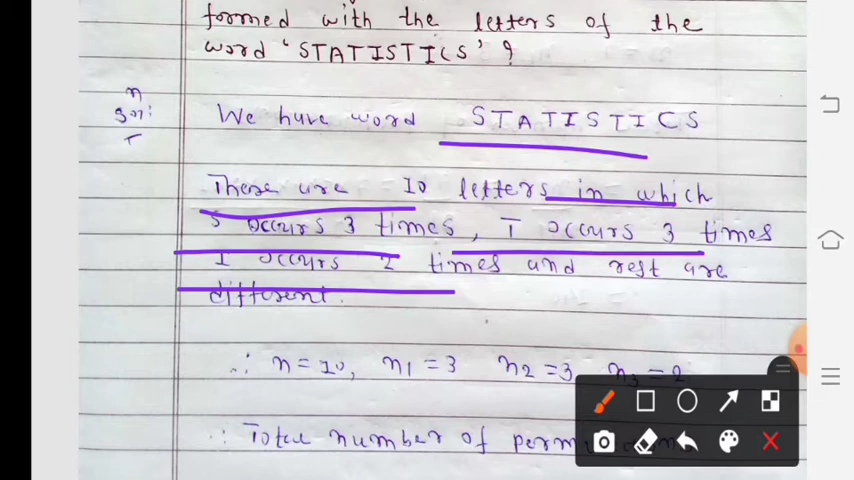 formed with the letters of the
word 'STATISTICS' ?
We have word STATISTICS
There are 10 letters in which
S occurs 3 times, T occurs 3 times
I occurs 2 times and rest are
different.
∴ n = 10, n1 = 3 n2 = 3 n3 = 2
∴ Total number of